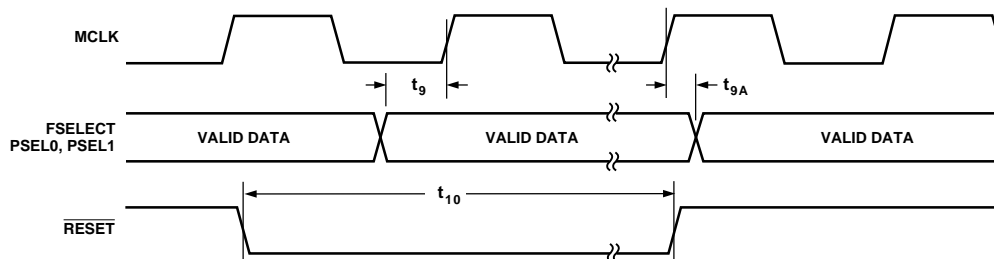 MCLK
t9
t9A
FSELECT
PSEL0, PSEL1
VALID DATA
VALID DATA
VALID DATA
t10
RESET